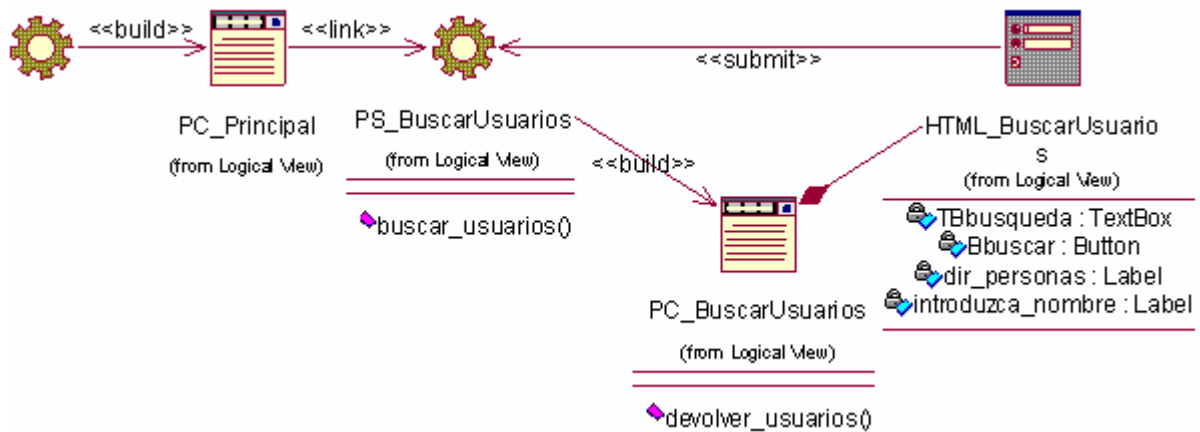 <<build>>
<<link>>
<<submit>>
PC_Principal
(from Logical View)
PS_BuscarUsuarios
(from Logical View)
buscar_usuarios()
<<build>>
HTML_BuscarUsuario
s
(from Logical View)
TBbusqueda : TextBox
Bbuscar : Button
dir_personas : Label
introduzca_nombre : Label
PC_BuscarUsuarios
(from Logical View)
devolver_usuarios()